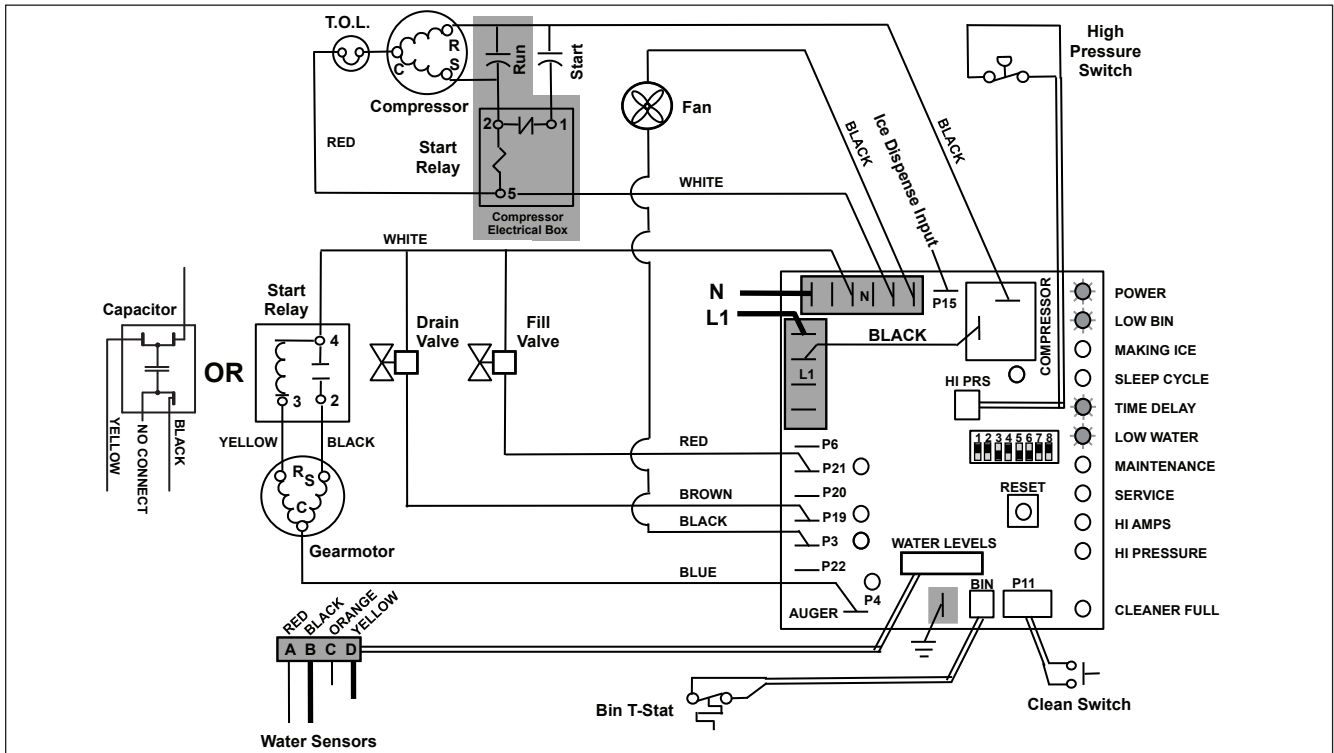 T.O.L.
Compressor
R
S
C
Run
Start
2
1
5
Start
Relay
Compressor
Electrical Box
RED
WHITE
Fan
BLACK
Ice Dispense Input
BLACK
High
Pressure
Switch
WHITE
Capacitor
YELLOW
NO CONNECT
BLACK
OR
Start
Relay
4
3
2
YELLOW
BLACK
R
S
C
Gearmotor
Drain
Valve
Fill
Valve
N
L1
N
P15
L1
BLACK
COMPRESSOR
HI PRS
1 2 3 4 5 6 7 8
RESET
RED
P6
P21
P20
BROWN
P19
BLACK
P3
P22
BLUE
P4
AUGER
WATER LEVELS
BIN
P11
POWER
LOW BIN
MAKING ICE
SLEEP CYCLE
TIME DELAY
LOW WATER
MAINTENANCE
SERVICE
HI AMPS
HI PRESSURE
CLEANER FULL
RED
BLACK
ORANGE
YELLOW
A B C D
Water Sensors
Bin T-Stat
Clean Switch